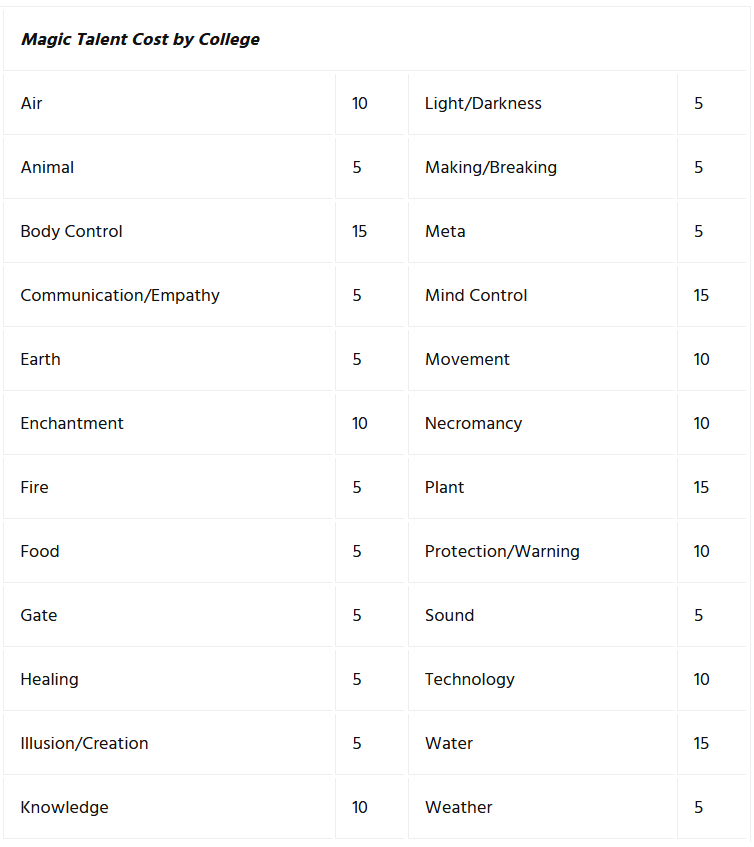 Magic Talent Cost by College
Air 10 Light/Darkness 5
Animal 5 Making/Breaking 5
Body Control 15 Meta 5
Communication/Empathy 5 Mind Control 15
Earth 5 Movement 10
Enchantment 10 Necromancy 10
Fire 5 Plant 15
Food 5 Protection/Warning 10
Gate 5 Sound 5
Healing 5 Technology 10
Illusion/Creation 5 Water 15
Knowledge 10 Weather 5